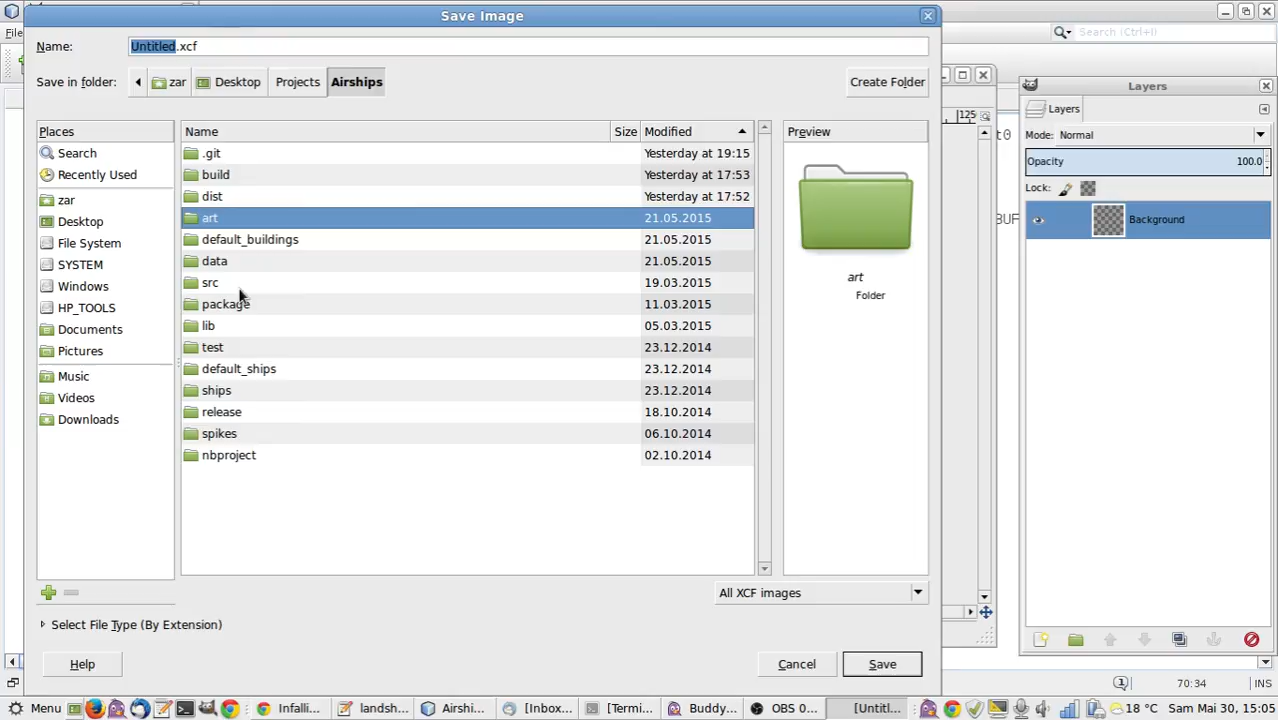 Save Image
Name: Untitled.xcf
Save in folder: zar Desktop Projects Airships Create Folder
Places Name Size Modified Preview
Search
Recently Used
zar
Desktop
File System
SYSTEM
Windows
HP_TOOLS
Documents
Pictures
Music
Videos
Downloads
.git Yesterday at 19:15
build Yesterday at 17:53
dist Yesterday at 17:52
art 21.05.2015
default_buildings 21.05.2015
data 21.05.2015
src 19.03.2015
package 11.03.2015
lib 05.03.2015
test 23.12.2014
default_ships 23.12.2014
ships 23.12.2014
release 18.10.2014
spikes 06.10.2014
nbproject 02.10.2014
art
Folder
All XCF images
Select File Type (By Extension)
Help Cancel Save
Search (Ctrl+I)
Layers
Layers
Mode: Normal
Opacity 100.0
Lock:
Background
125
70:34 INS
Menu Infalli... landsh... Airshi... [Inbox... [Termi... Buddy... OBS 0... [Untitl... 18 °C Sam Mai 30, 15:05